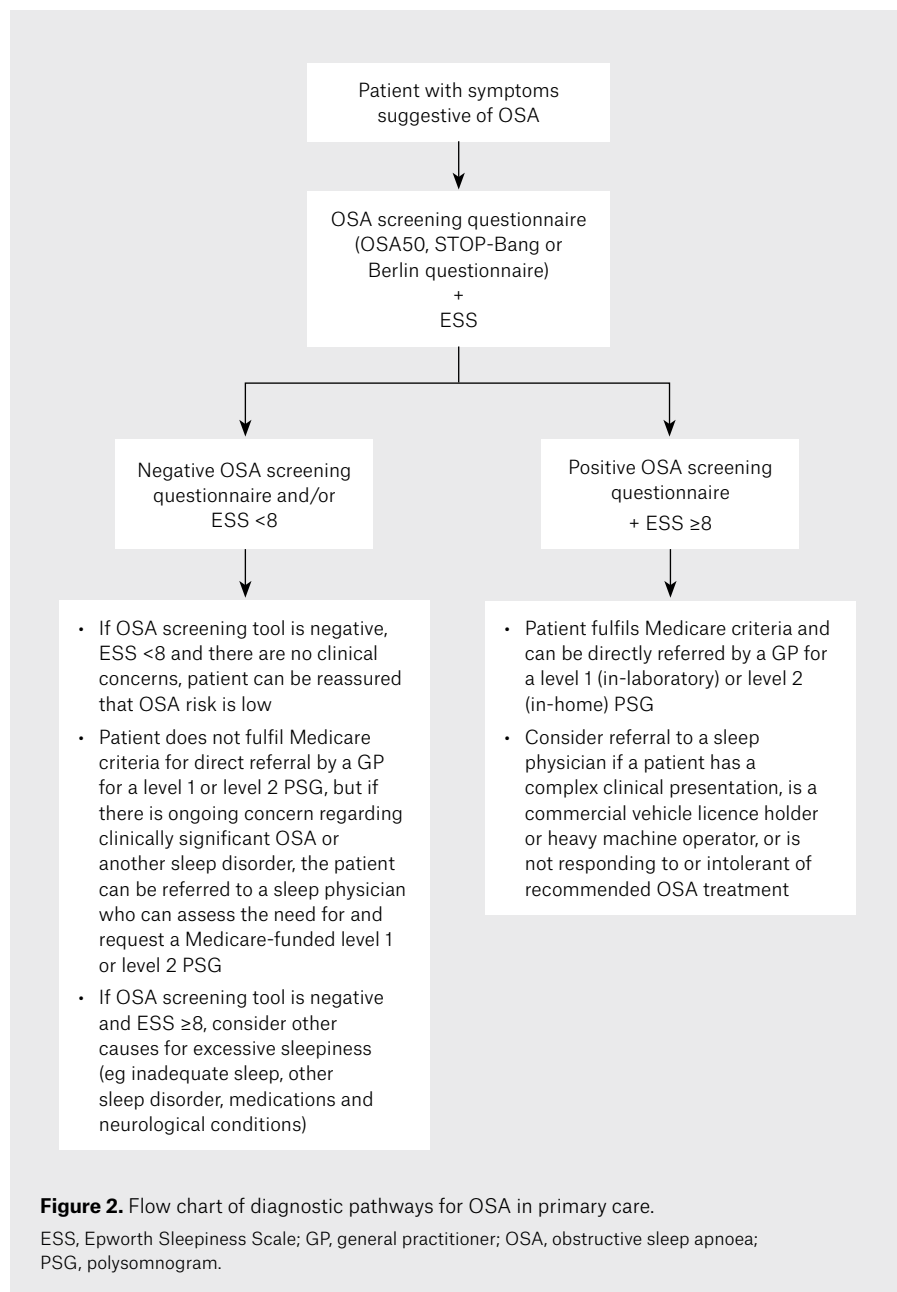 Patient with symptoms
suggestive of OSA
OSA screening questionnaire
(OSA50, STOP-Bang or
Berlin questionnaire)
+
ESS
Negative OSA screening
questionnaire and/or
ESS <8
Positive OSA screening
questionnaire
+ ESS ≥8
• If OSA screening tool is negative,
ESS <8 and there are no clinical
concerns, patient can be reassured
that OSA risk is low
• Patient does not fulfil Medicare
criteria for direct referral by a GP
for a level 1 or level 2 PSG, but if
there is ongoing concern regarding
clinically significant OSA or
another sleep disorder, the patient
can be referred to a sleep physician
who can assess the need for and
request a Medicare-funded level 1
or level 2 PSG
• If OSA screening tool is negative
and ESS ≥8, consider other
causes for excessive sleepiness
(eg inadequate sleep, other
sleep disorder, medications and
neurological conditions)
• Patient fulfils Medicare criteria and
can be directly referred by a GP for
a level 1 (in-laboratory) or level 2
(in-home) PSG
• Consider referral to a sleep
physician if a patient has a
complex clinical presentation, is a
commercial vehicle licence holder
or heavy machine operator, or is
not responding to or intolerant of
recommended OSA treatment
Figure 2. Flow chart of diagnostic pathways for OSA in primary care.
ESS, Epworth Sleepiness Scale; GP, general practitioner; OSA, obstructive sleep apnoea;
PSG, polysomnogram.